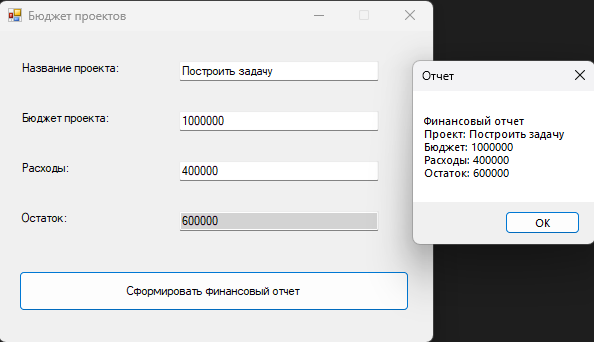 Бюджет проектов
Название проекта:
Построить задачу
Бюджет проекта:
1000000
Расходы:
400000
Остаток:
600000
Сформировать финансовый отчет
Отчет
Финансовый отчет
Проект: Построить задачу
Бюджет: 1000000
Расходы: 400000
Остаток: 600000
ОК